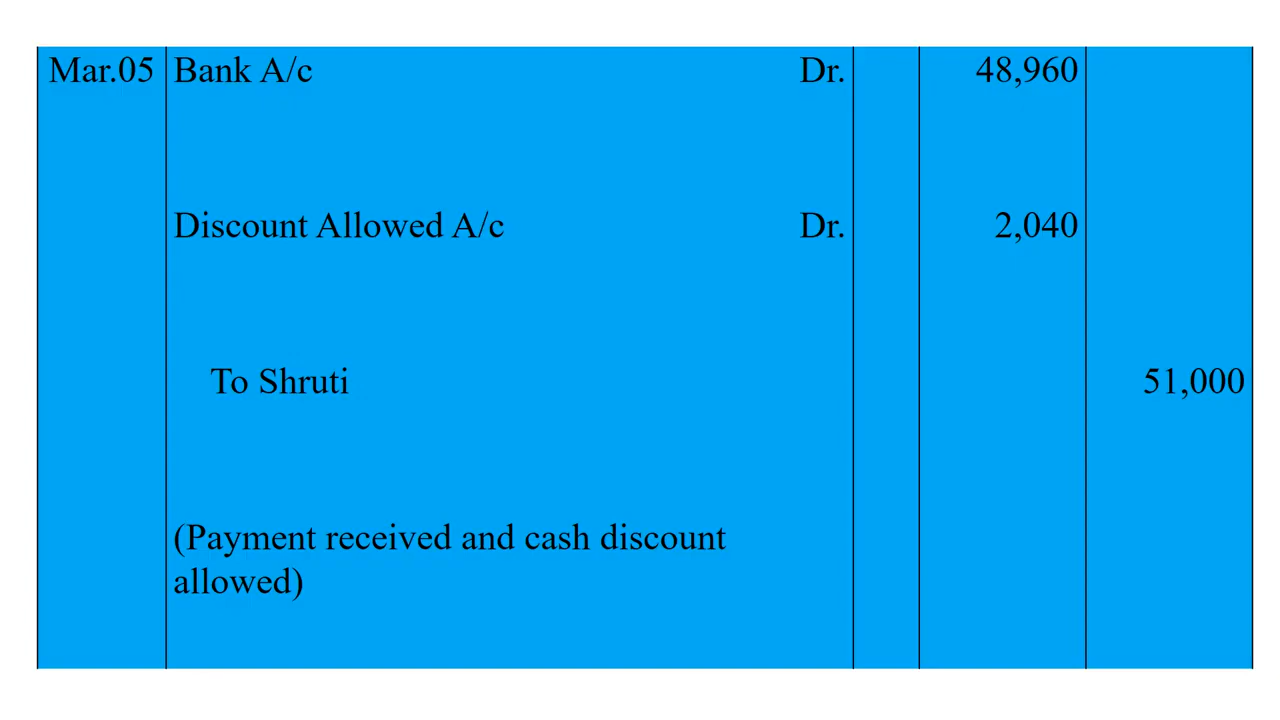 Mar.05 Bank A/c Dr. 48,960
Discount Allowed A/c Dr. 2,040
To Shruti 51,000
(Payment received and cash discount
allowed)